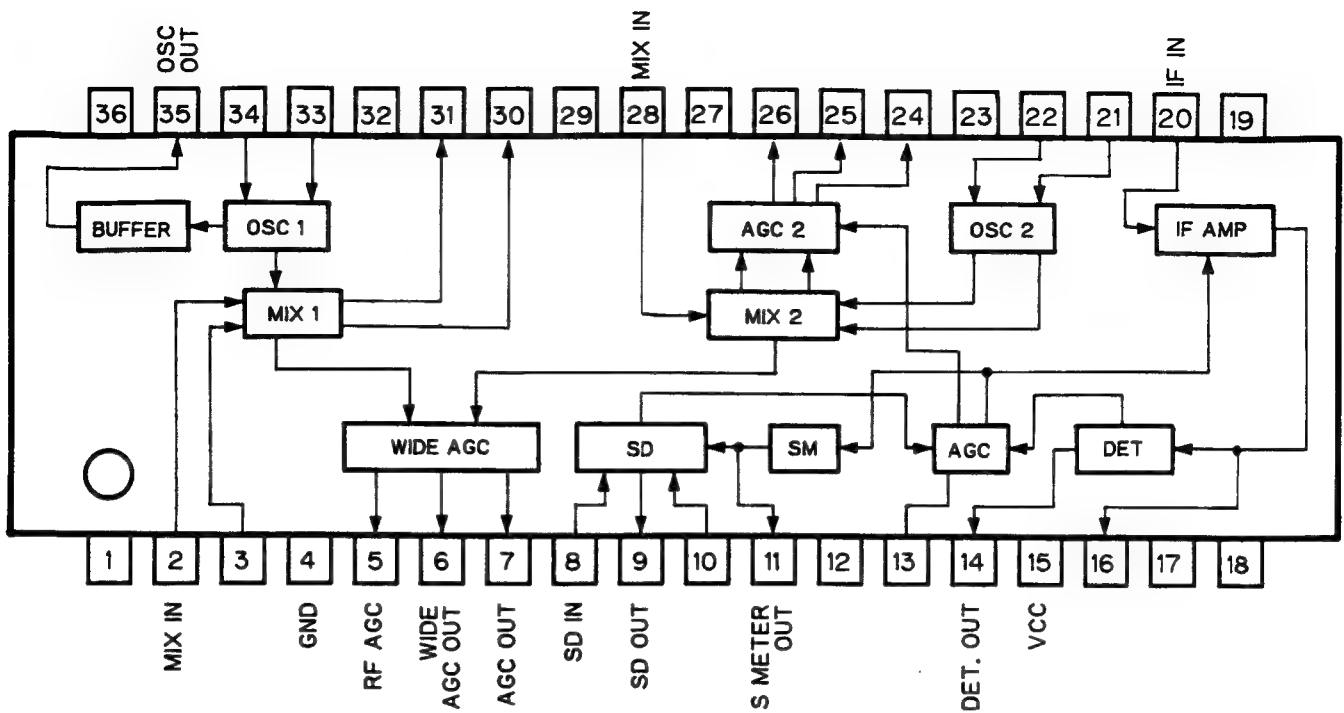 OSC
OUT
MIX IN
IF IN
36 35 34 33 32 31 30 29 28 27 26 25 24 23 22 21 20 19
BUFFER
OSC 1
AGC 2
OSC 2
IF AMP
MIX 1
MIX 2
WIDE AGC
SD
SM
AGC
DET
1 2 3 4 5 6 7 8 9 10 11 12 13 14 15 16 17 18
MIX IN
GND
RF AGC
WIDE
AGC OUT
AGC OUT
SD IN
SD OUT
S METER
OUT
DET. OUT
VCC